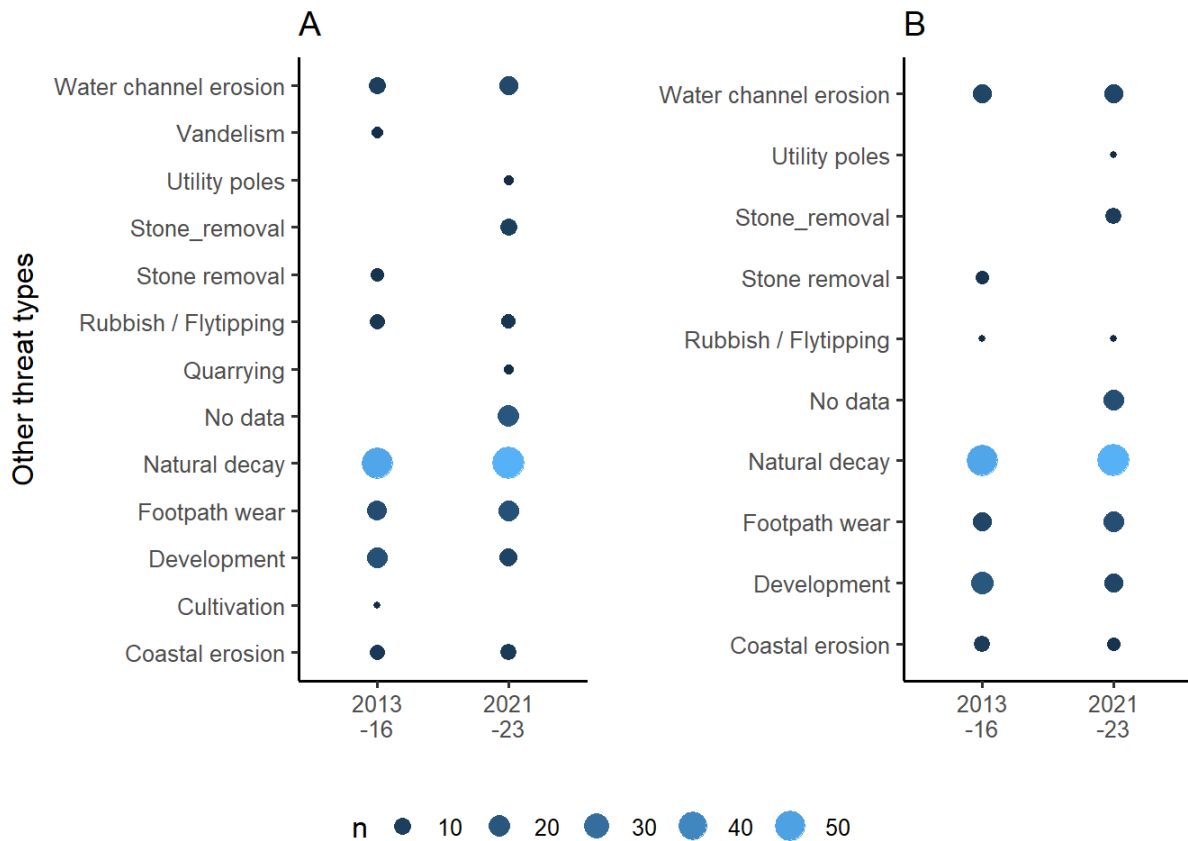 A
Other threat types
Water channel erosion
Vandelism
Utility poles
Stone_removal
Stone removal
Rubbish / Flytipping
Quarrying
No data
Natural decay
Footpath wear
Development
Cultivation
Coastal erosion
2013
-16
2021
-23
B
Water channel erosion
Utility poles
Stone_removal
Stone removal
Rubbish / Flytipping
No data
Natural decay
Footpath wear
Development
Coastal erosion
2013
-16
2021
-23
n 10 20 30 40 50